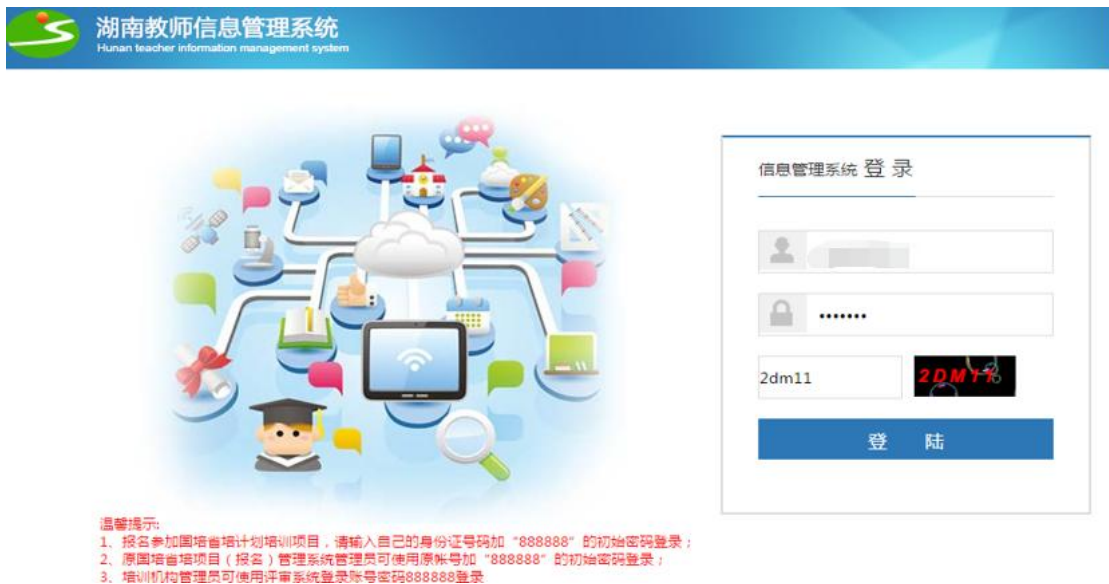 湖南教师信息管理系统
Hunan teacher information management system
信息管理系统 登 录
•••••••
2dm11
2DM11
登 陆
温馨提示:
1、报名参加国培省培计划培训项目，请输入自己的身份证号码加“888888”的初始密码登录；
2、原国培省培项目（报名）管理系统管理员可使用原帐号加“888888”的初始密码登录；
3、培训机构管理员可使用评审系统登录账号密码888888登录